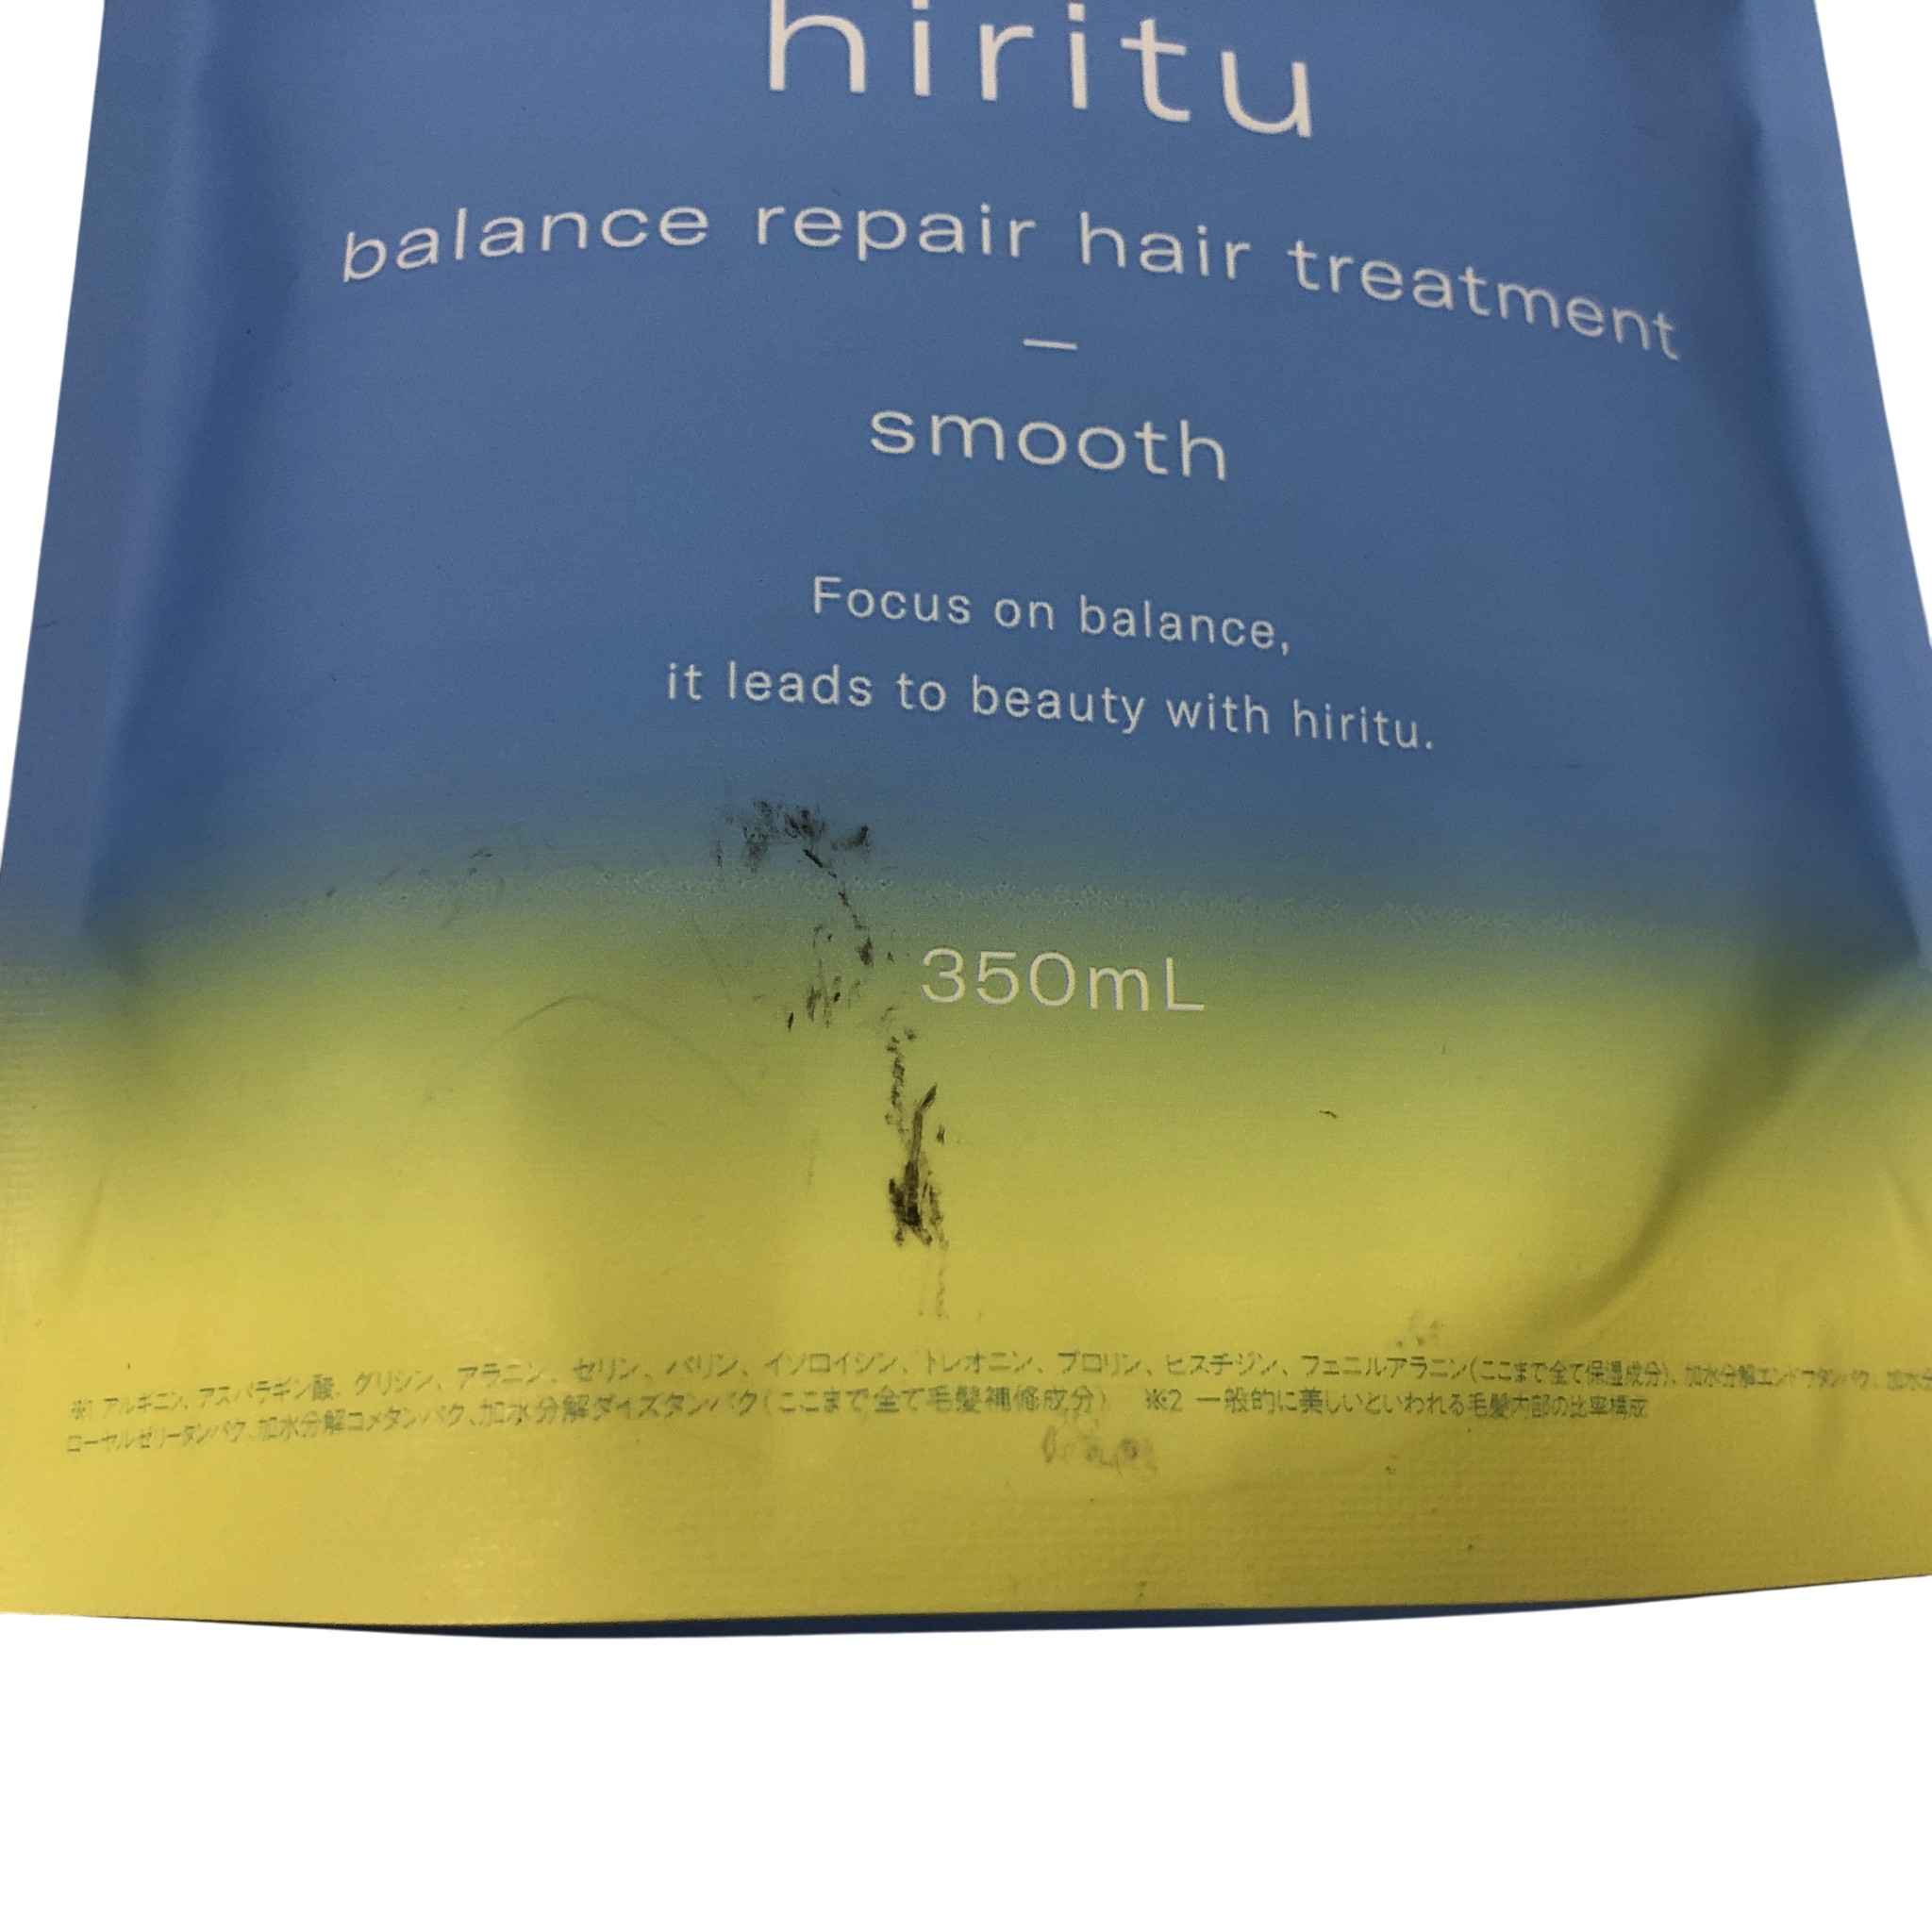 hiritu
balance repair hair treatment
—
smooth
Focus on balance,
it leads to beauty with hiritu.
350mL
※1 アルギニン、アスパラギン酸、グリシン、アラニン、セリン、バリン、イソロイシン、トレオニン、プロリン、ヒスチジン、フェニルアラニン(ここまで全て保湿成分)、加水分解エンドウタンパク、加水分
ローヤルゼリータンパク、加水分解コメタンパク、加水分解ダイズタンパク(ここまで全て毛髪補修成分) ※2 一般的に美しいといわれる毛髪内部の比率構成